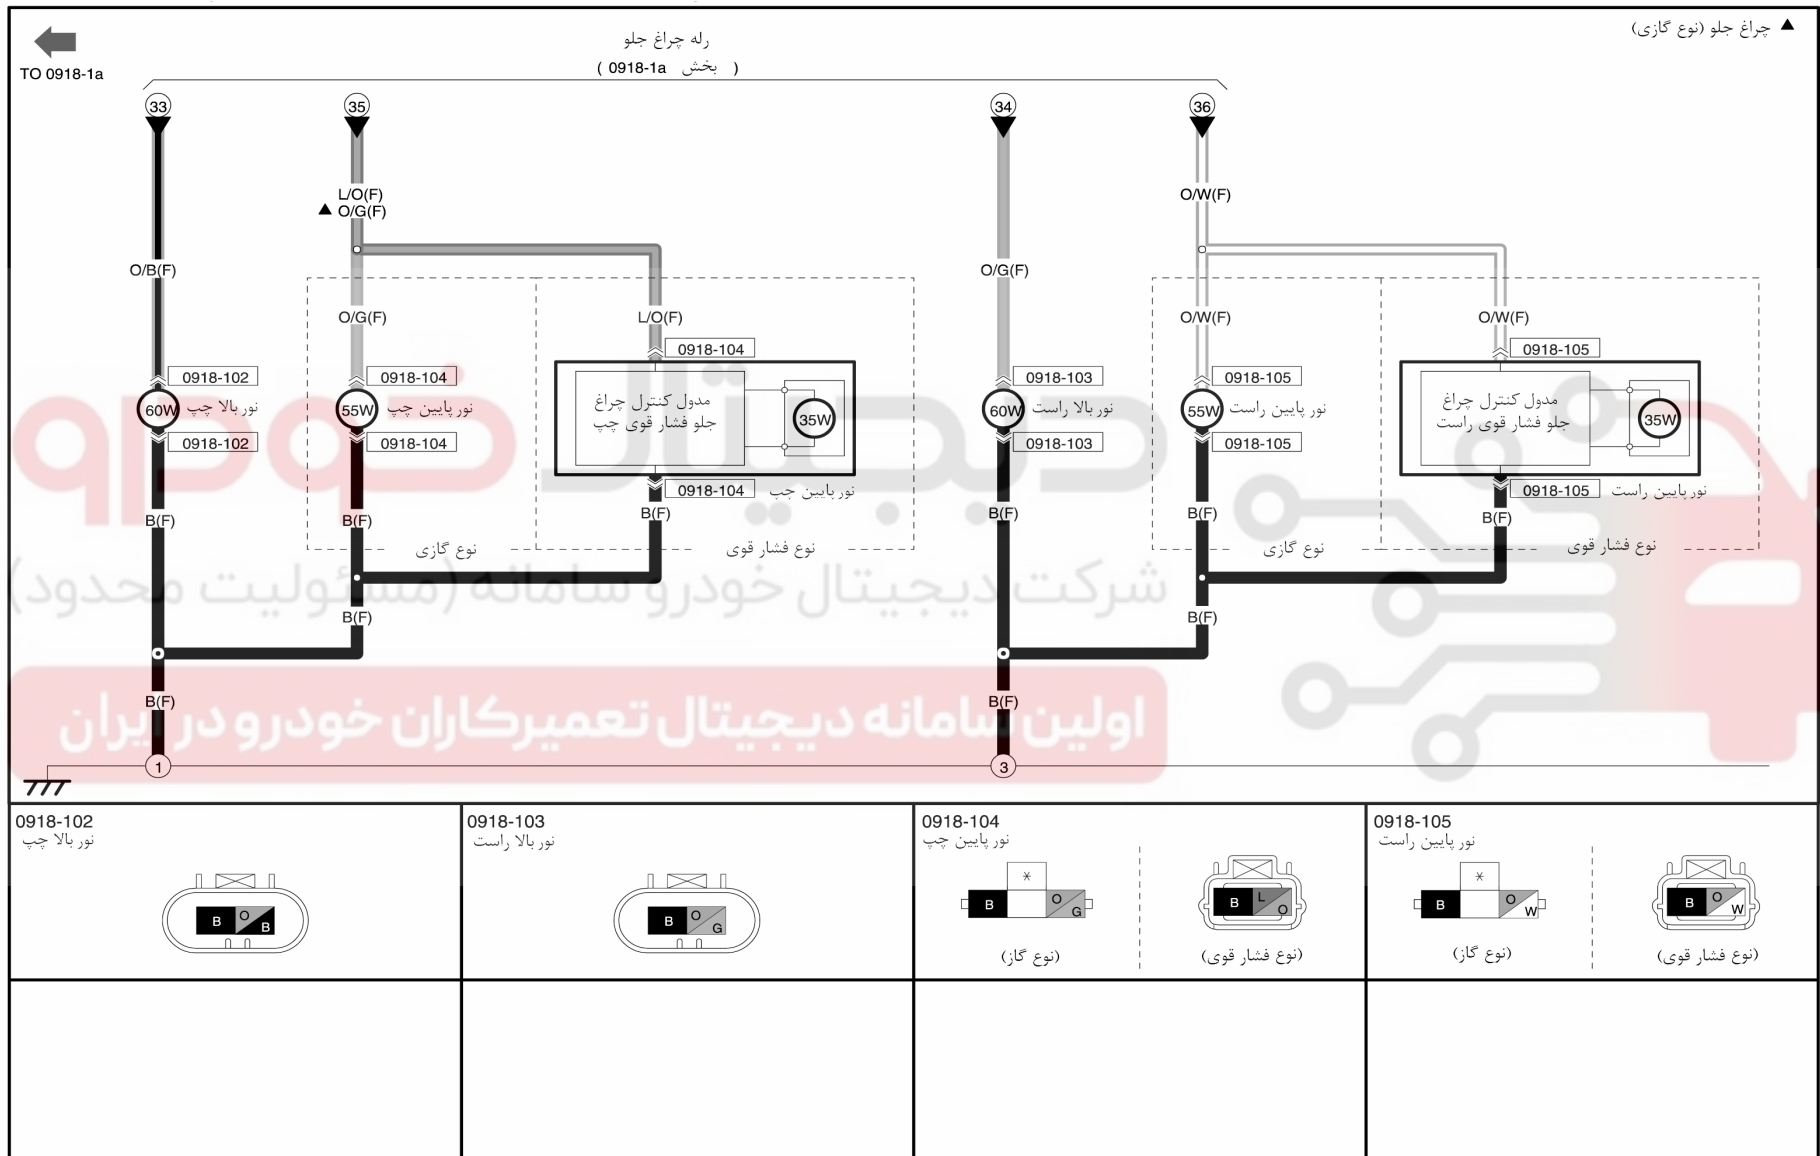 ▲ چراغ جلو (نوع گازی)
TO 0918-1a
رله چراغ جلو
( بخش 0918-1a )
33
35
34
36
L/O(F)
▲ O/G(F)
O/W(F)
O/B(F)
O/G(F)
O/G(F)
L/O(F)
O/W(F)
O/W(F)
0918-104
0918-105
0918-102
0918-104
0918-103
0918-105
60W
نور بالا چپ
55W
نور پایین چپ
مدول کنترل چراغ
جلو فشار قوی چپ
35W
60W
نور بالا راست
55W
نور پایین راست
مدول کنترل چراغ
جلو فشار قوی راست
35W
0918-102
0918-104
0918-103
0918-105
0918-104
نور پایین جب
0918-105
نور پایین راست
B(F)
B(F)
B(F)
B(F)
B(F)
B(F)
نوع گازی
نوع فشار قوی
نوع گازی
نوع فشار قوی
دیجیتال خودرو
شرکت دیجیتال خودرو سامانه (مسئولیت محدود)
B(F)
B(F)
B(F)
B(F)
اولین سامانه دیجیتال تعمیرکاران خودرو در ایران
1
3
0918-102
نور بالا چپ
B
O
B
0918-103
نور بالا راست
B
O
G
0918-104
نور پایین چپ
*
B
O
G
(نوع گاز)
B
L
O
(نوع فشار قوی)
0918-105
نور پایین راست
*
B
O
W
(نوع گاز)
B
O
W
(نوع فشار قوی)